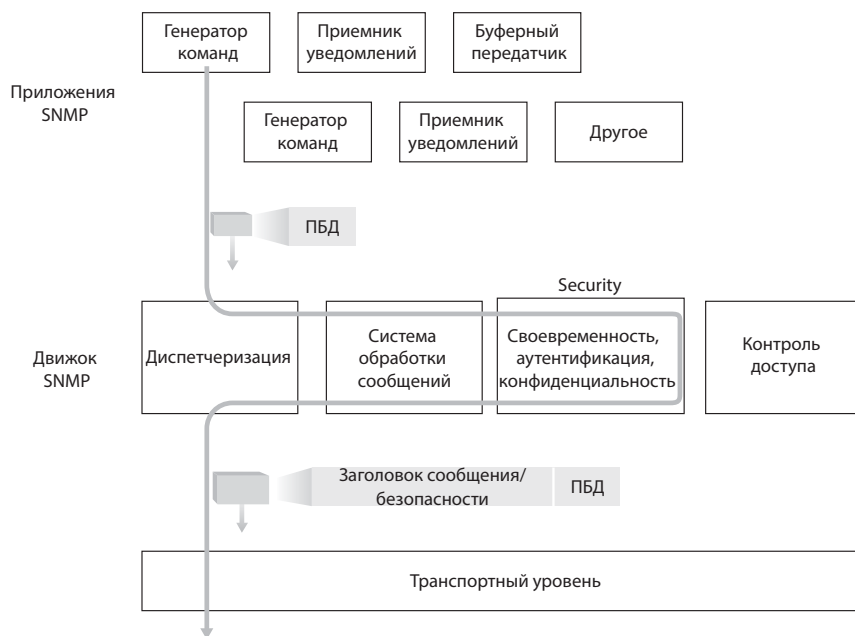 Генератор
команд
Приемник
уведомлений
Буферный
передатчик
Приложения
SNMP
Генератор
команд
Приемник
уведомлений
Другое
ПБД
Security
Движок
SNMP
Диспетчеризация
Система
обработки
сообщений
Своевременность,
аутентификация,
конфиденциальность
Контроль
доступа
Заголовок сообщения/
безопасности
ПБД
Транспортный уровень